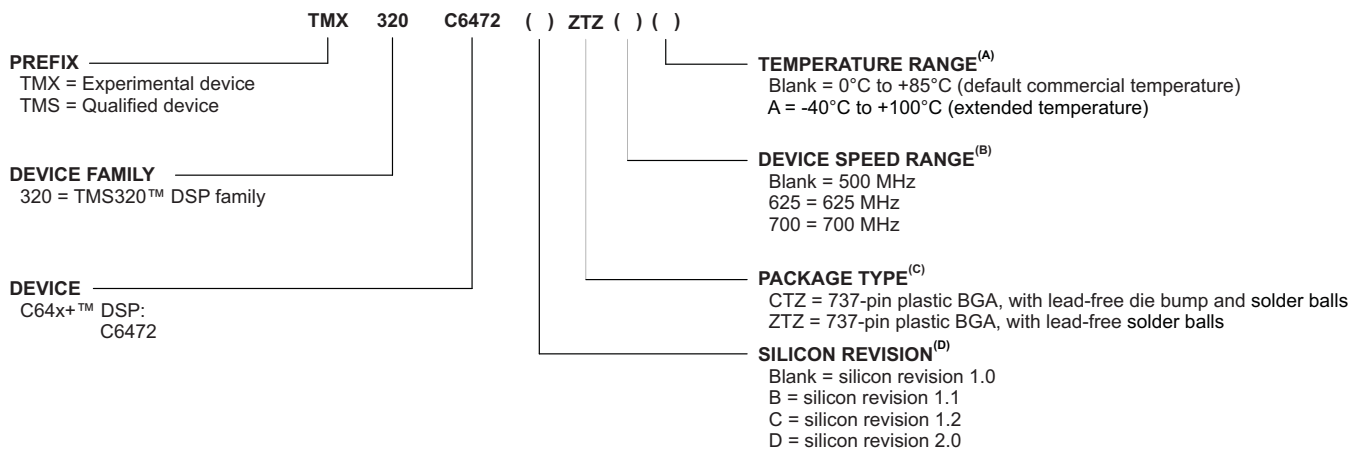 TMX 320 C6472 ( ) ZTZ ( ) ( )
PREFIX
TMX = Experimental device
TMS = Qualified device
DEVICE FAMILY
320 = TMS320™ DSP family
DEVICE
C64x+™ DSP:
C6472
TEMPERATURE RANGE(A)
Blank = 0°C to +85°C (default commercial temperature)
A = -40°C to +100°C (extended temperature)
DEVICE SPEED RANGE(B)
Blank = 500 MHz
625 = 625 MHz
700 = 700 MHz
PACKAGE TYPE(C)
CTZ = 737-pin plastic BGA, with lead-free die bump and solder balls
ZTZ = 737-pin plastic BGA, with lead-free solder balls
SILICON REVISION(D)
Blank = silicon revision 1.0
B = silicon revision 1.1
C = silicon revision 1.2
D = silicon revision 2.0